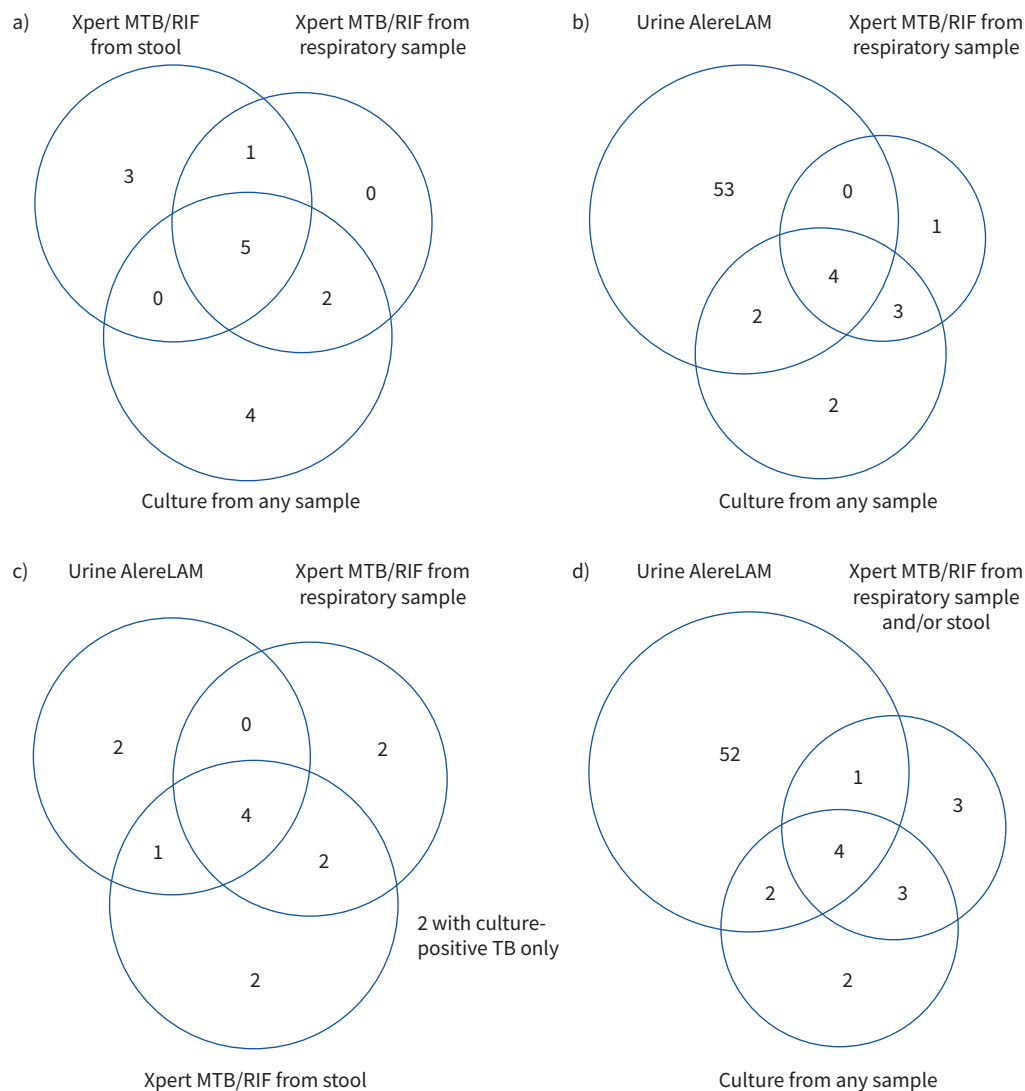 a)
Xpert MTB/RIF
from stool
Xpert MTB/RIF from
respiratory sample
1
3
0
5
0
2
4
Culture from any sample
b)
Urine AlereLAM
Xpert MTB/RIF from
respiratory sample
53
0
1
4
2
3
2
Culture from any sample
c)
Urine AlereLAM
Xpert MTB/RIF from
respiratory sample
0
2
2
4
1
2
2 with culture-
positive TB only
2
Xpert MTB/RIF from stool
d)
Urine AlereLAM
Xpert MTB/RIF from
respiratory sample
and/or stool
52
1
3
4
2
3
2
Culture from any sample